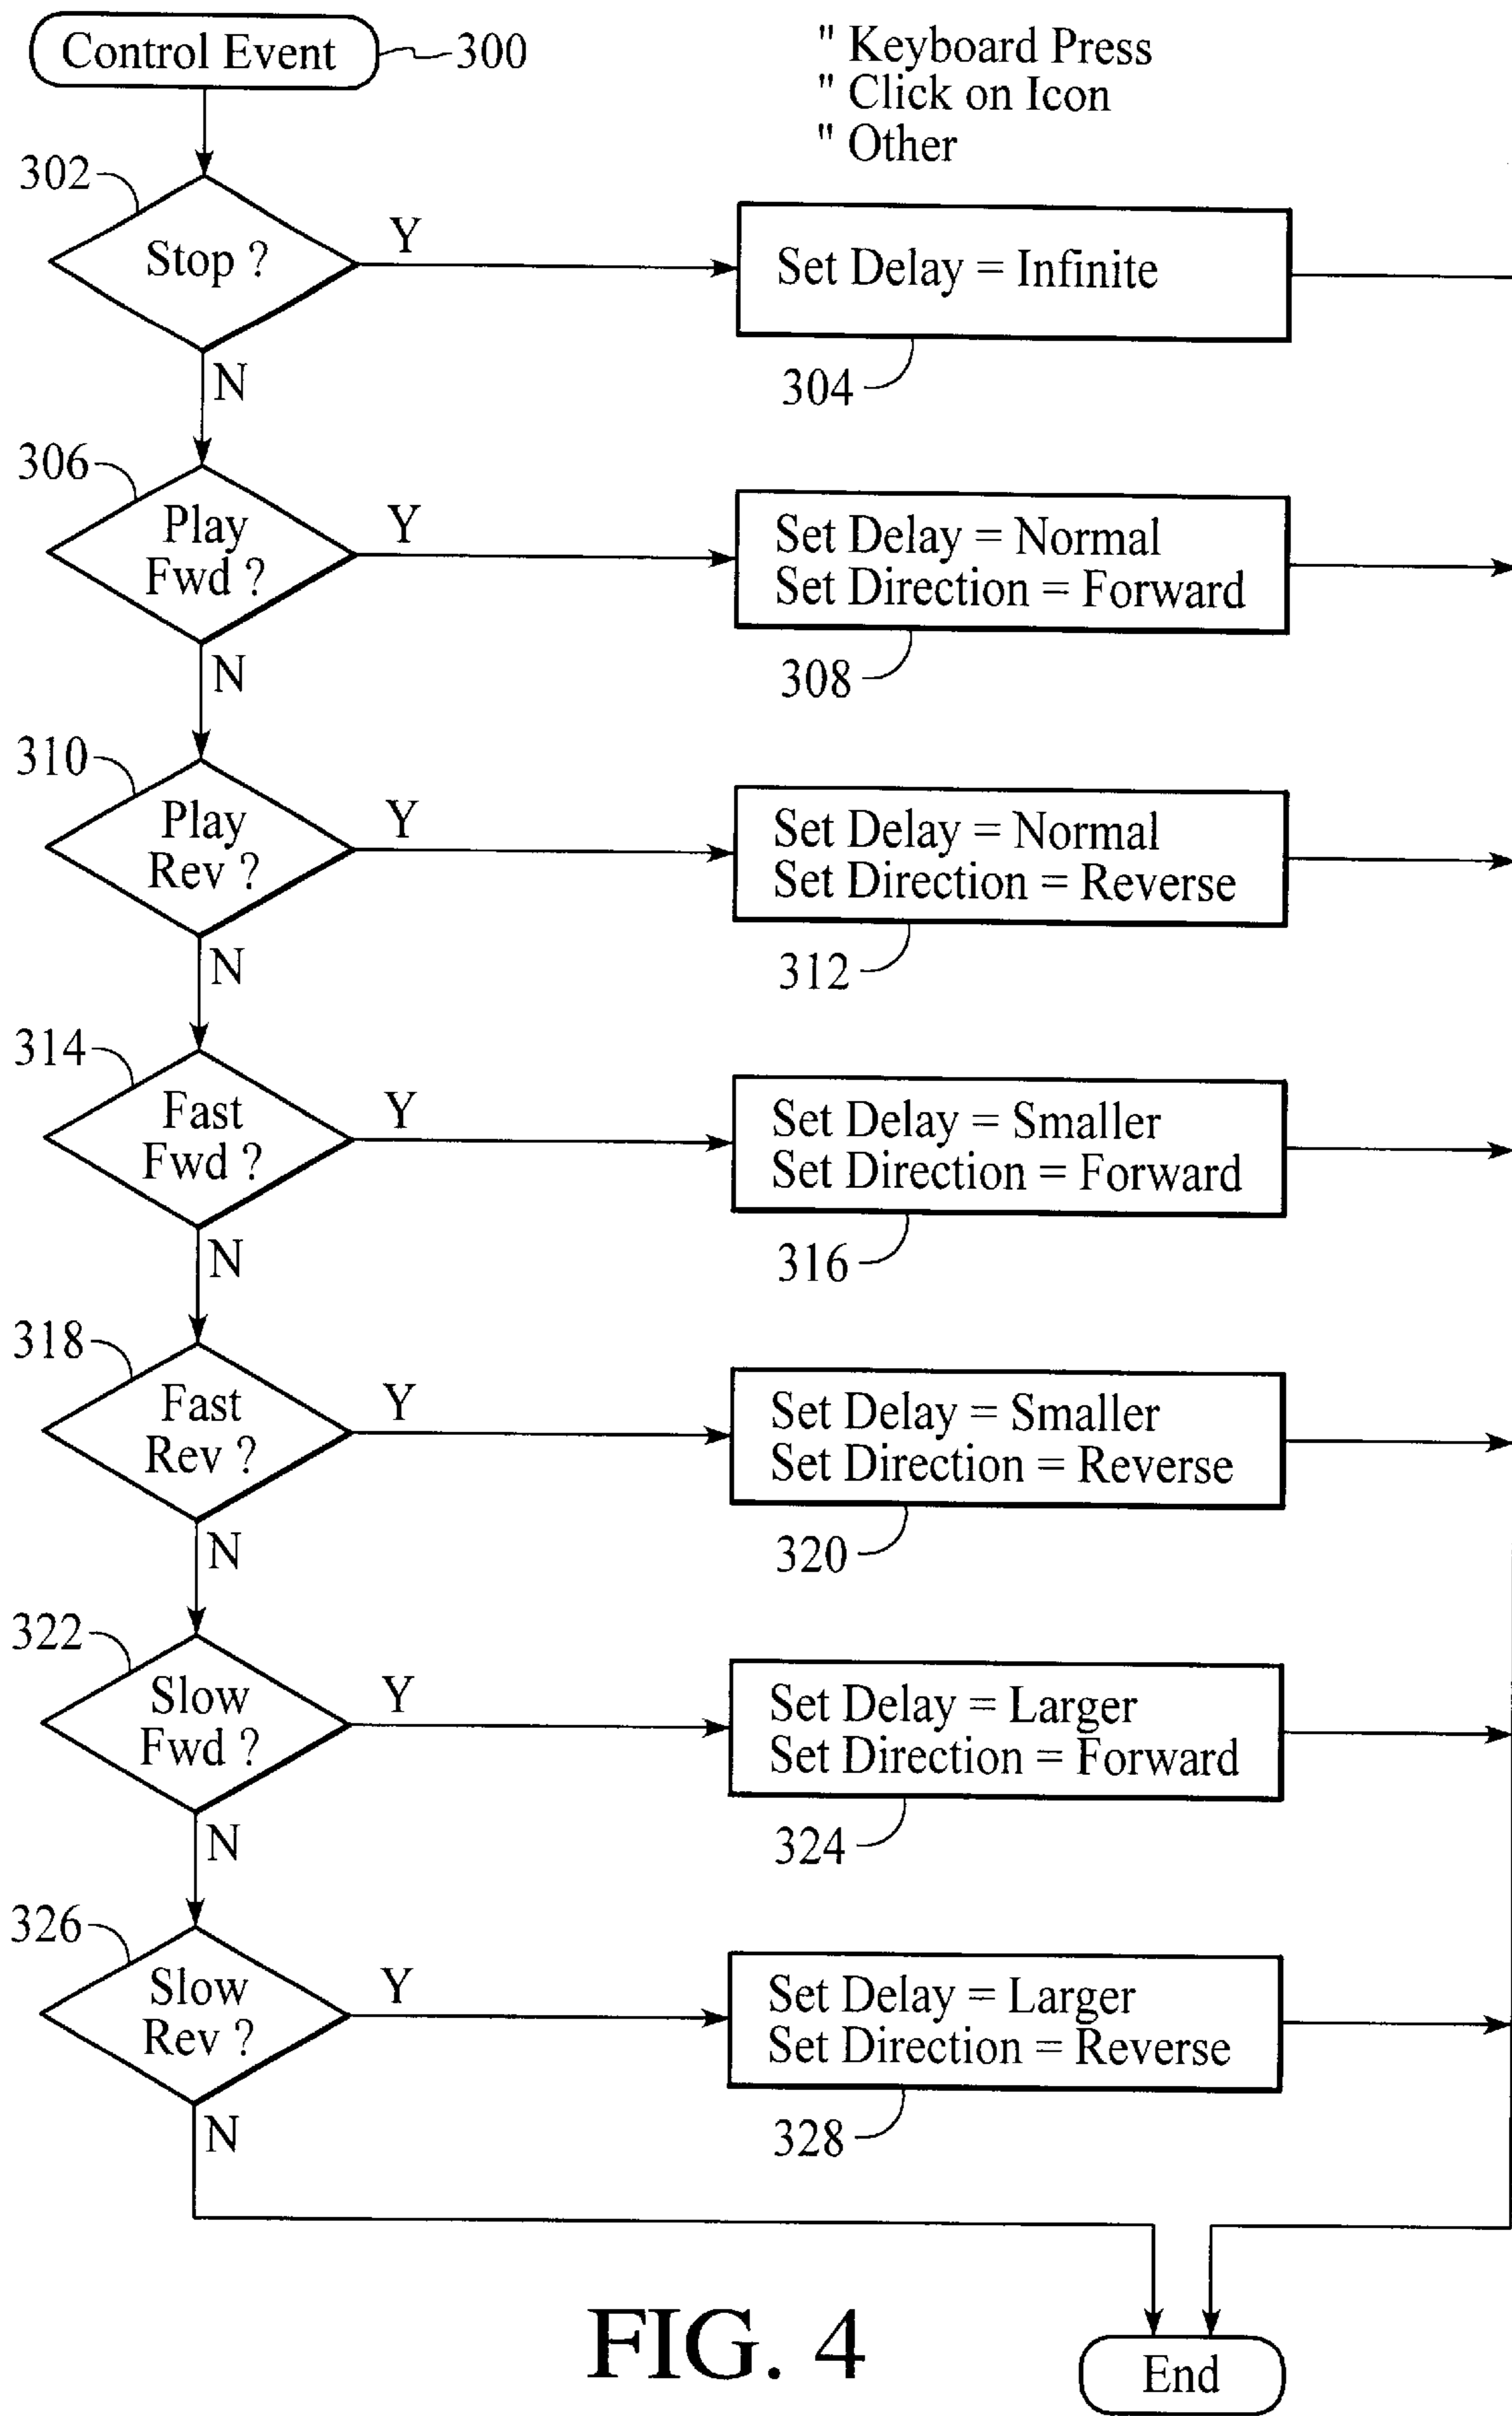 Control Event
300
" Keyboard Press
" Click on Icon
" Other
302
Stop ?
Y
Set Delay = Infinite
304
N
306
Play
Fwd ?
Y
Set Delay = Normal
Set Direction = Forward
308
N
310
Play
Rev ?
Y
Set Delay = Normal
Set Direction = Reverse
312
N
314
Fast
Fwd ?
Y
Set Delay = Smaller
Set Direction = Forward
316
N
318
Fast
Rev ?
Y
Set Delay = Smaller
Set Direction = Reverse
320
N
322
Slow
Fwd ?
Y
Set Delay = Larger
Set Direction = Forward
324
N
326
Slow
Rev ?
Y
Set Delay = Larger
Set Direction = Reverse
328
N
FIG. 4
End